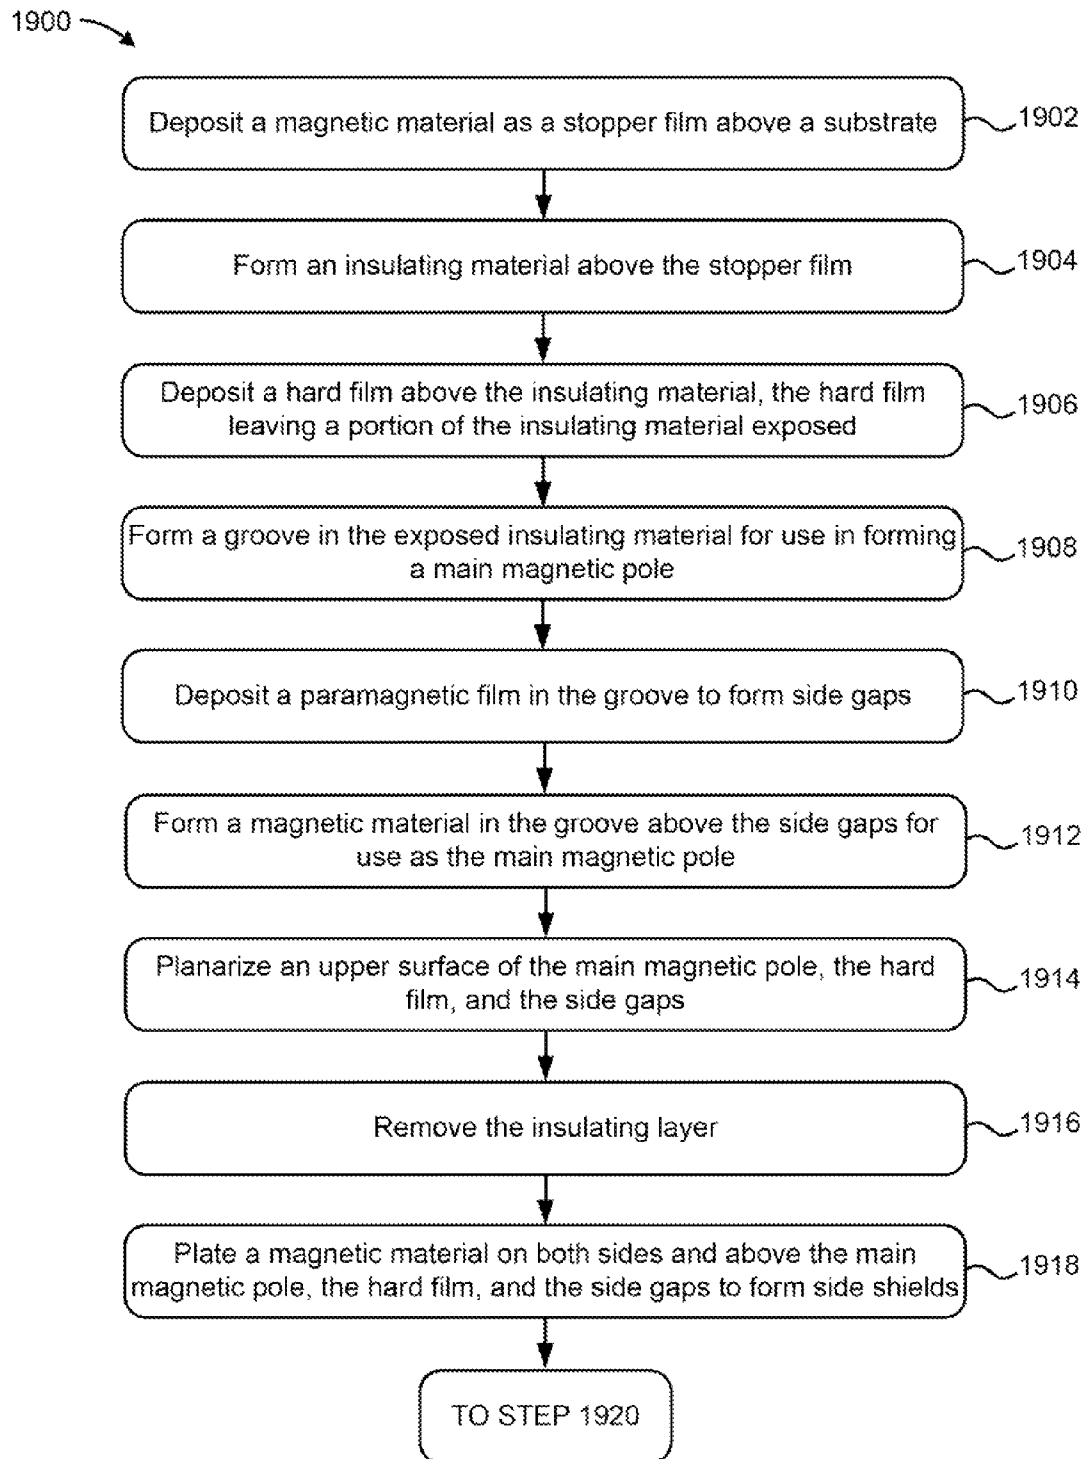 1900
Deposit a magnetic material as a stopper film above a substrate
1902
Form an insulating material above the stopper film
1904
Deposit a hard film above the insulating material, the hard film
leaving a portion of the insulating material exposed
1906
Form a groove in the exposed insulating material for use in forming
a main magnetic pole
1908
Deposit a paramagnetic film in the groove to form side gaps
1910
Form a magnetic material in the groove above the side gaps for
use as the main magnetic pole
1912
Planarize an upper surface of the main magnetic pole, the hard
film, and the side gaps
1914
Remove the insulating layer
1916
Plate a magnetic material on both sides and above the main
magnetic pole, the hard film, and the side gaps to form side shields
1918
TO STEP 1920